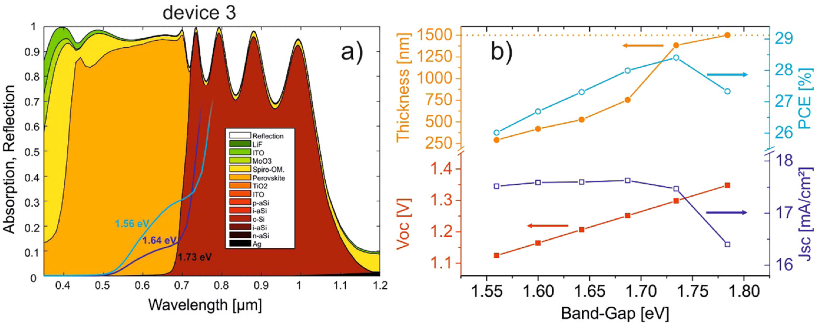 device 3
a)
Absorption, Reflection
1
0.9
0.8
0.7
0.6
0.5
0.4
0.3
0.2
0.1
0
0.4
0.5
0.6
0.7
0.8
0.9
1
1.1
1.2
Wavelength [µm]
1.56 eV
1.64 eV
1.73 eV
Reflection
LiF
ITO
MoO3
Spiro-OM.
Perovskite
TiO2
ITO
p-aSi
i-aSi
c-Si
i-aSi
n-aSi
Ag
b)
Thickness [nm]
1500
1250
1000
750
500
250
PCE [%]
29
28
27
26
Voc [V]
1.4
1.3
1.2
1.1
Jsc [mA/cm²]
18
17
16
1.55
1.60
1.65
1.70
1.75
1.80
Band-Gap [eV]